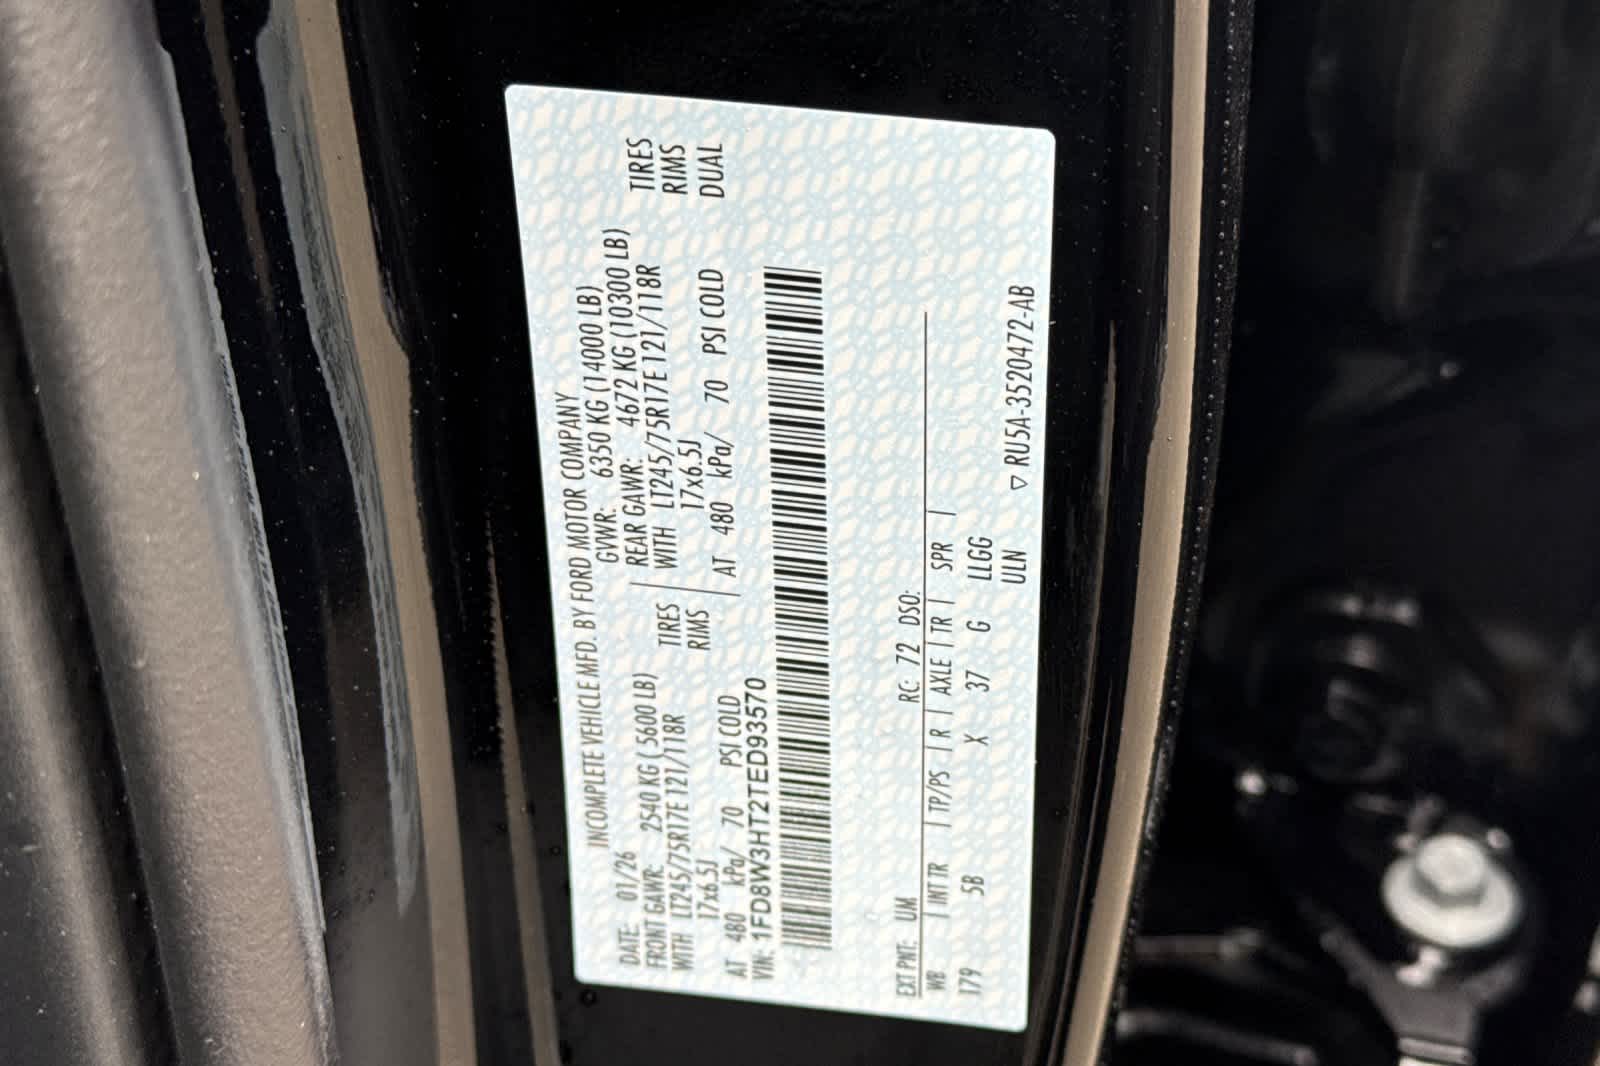 INCOMPLETE VEHICLE MFD. BY FORD MOTOR COMPANY
DATE: 01/26 GVWR: 6350 KG (14000 LB)
FRONT GAWR: 2540 KG ( 5600 LB) REAR GAWR: 4672 KG (10300 LB)
WITH LT245/75R17E 121/118R TIRES WITH LT245/75R17E 121/118R TIRES
17x6.5J RIMS 17x6.5J RIMS
AT 480 kPa/ 70 PSI COLD AT 480 kPa/ 70 PSI COLD DUAL
VIN: 1FD8W3HT2TED93570
EXT PNT: UM RC: 72 DSO:
WB INT TR TP/PS R AXLE TR SPR
179 5B X 37 G LLGG
ULN
▽ RU5A-3520472-AB